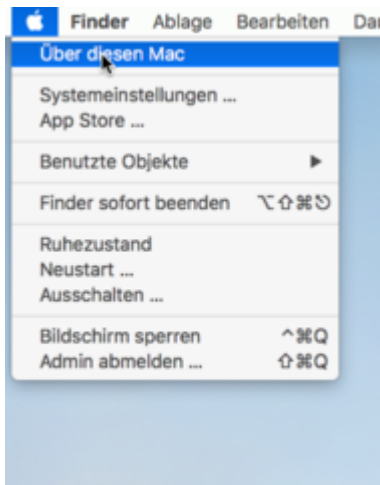 Finder Ablage Bearbeiten
Über diesen Mac
Systemeinstellungen ...
App Store ...
Benutzte Objekte
Finder sofort beenden ⌥⇧⌘⎋
Ruhezustand
Neustart ...
Ausschalten ...
Bildschirm sperren ^⌘Q
Admin abmelden ... ⇧⌘Q